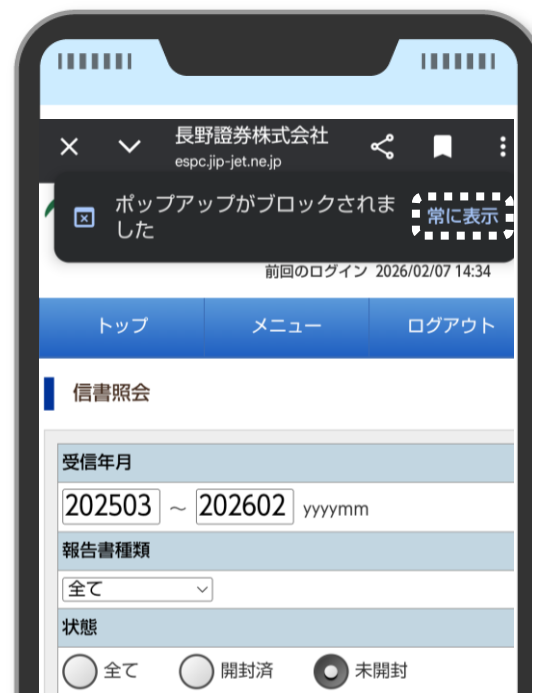 長野證券株式会社
espc.jip-jet.ne.jp
ポップアップがブロックされま
した
常に表示
前回のログイン 2026/02/07 14:34
トップ メニュー ログアウト
信書照会
受信年月
202503 ～ 202602 yyyymm
報告書種類
全て
状態
全て 開封済 未開封